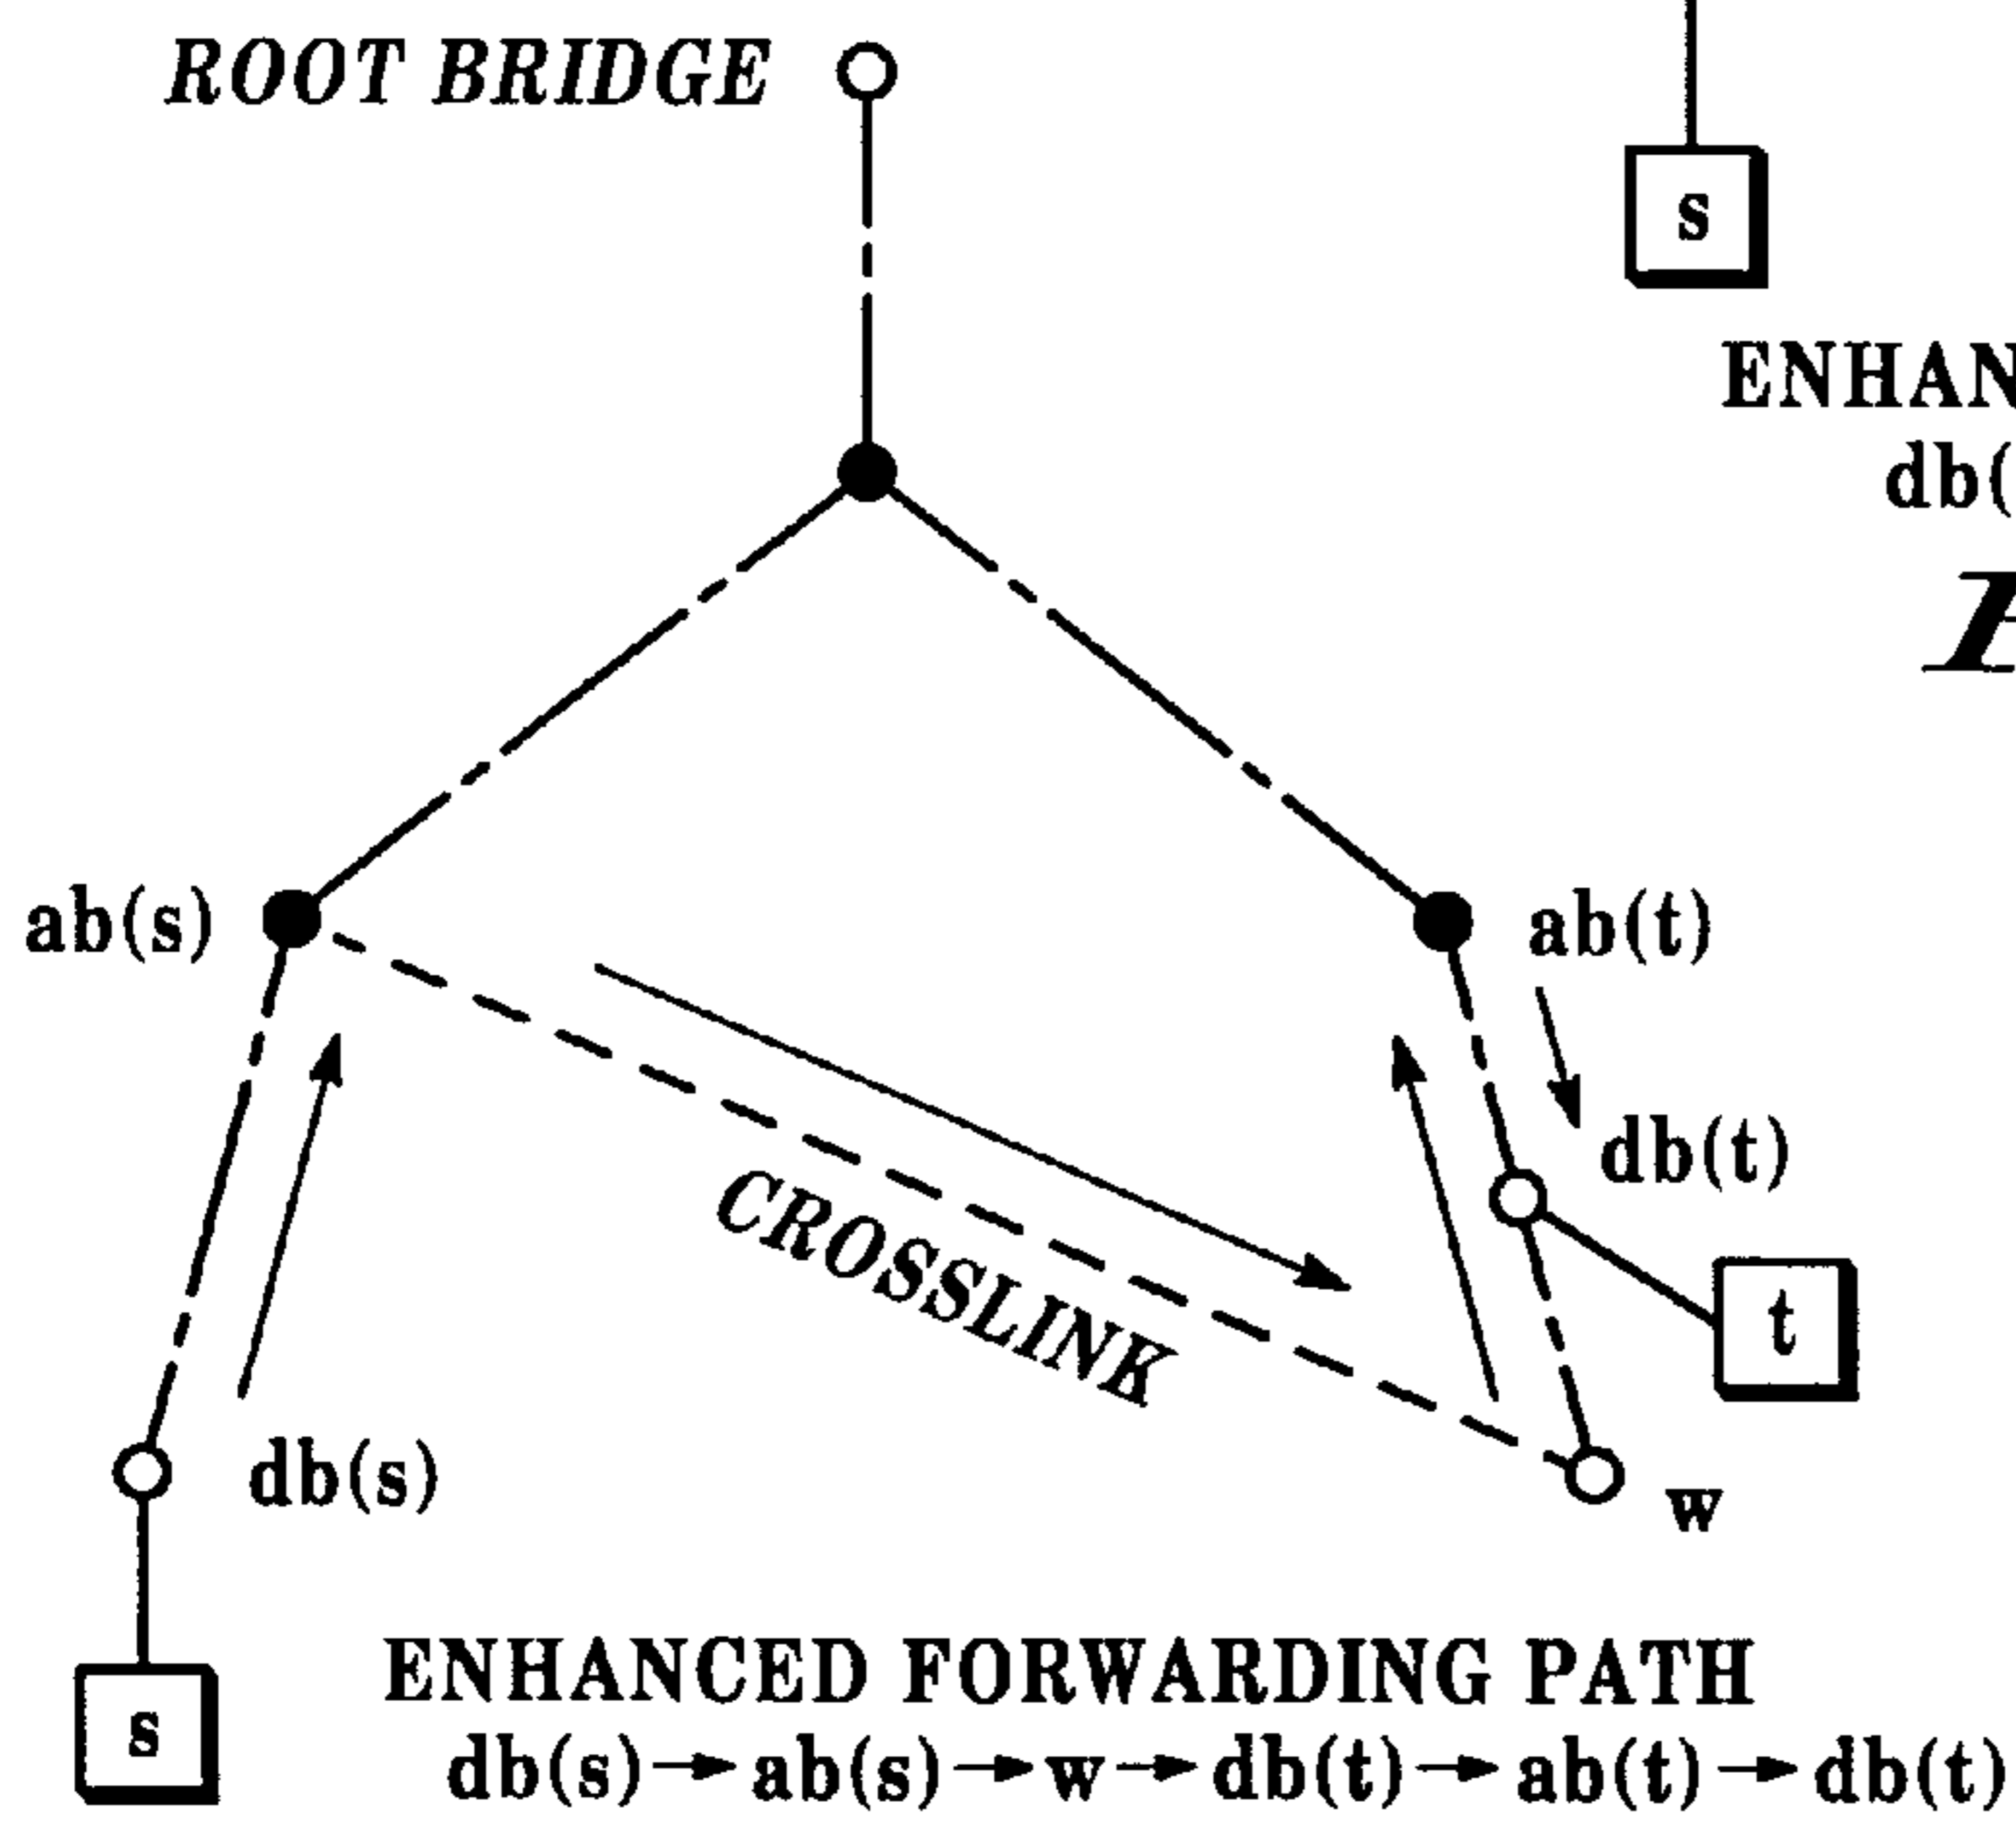 ROOT BRIDGE
s
ENHAN
db(
ab(s)
ab(t)
db(t)
CROSSLINK
t
db(s)
w
s
ENHANCED FORWARDING PATH
db(s)→ab(s)→w→db(t)→ab(t)→db(t)